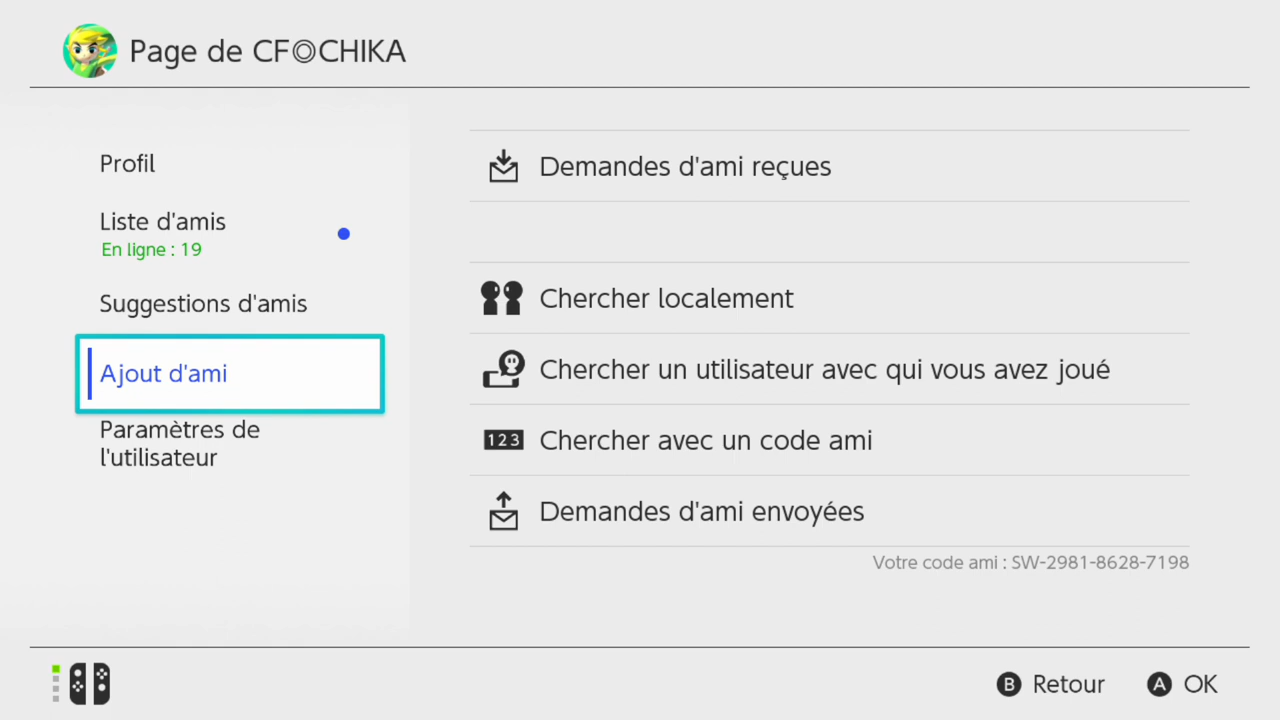 Page de CF◎CHIKA
Profil
Liste d'amis
En ligne : 19
Suggestions d'amis
Ajout d'ami
Paramètres de
l'utilisateur
Demandes d'ami reçues
Chercher localement
Chercher un utilisateur avec qui vous avez joué
123 Chercher avec un code ami
Demandes d'ami envoyées
Votre code ami : SW-2981-8628-7198
B Retour A OK